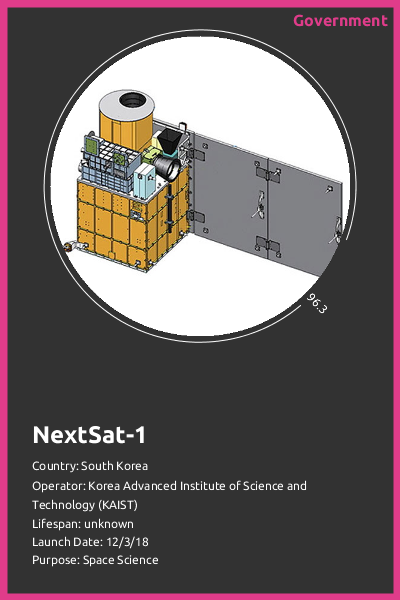 Government
96.3
NextSat-1
Country: South Korea
Operator: Korea Advanced Institute of Science and
Technology (KAIST)
Lifespan: unknown
Launch Date: 12/3/18
Purpose: Space Science